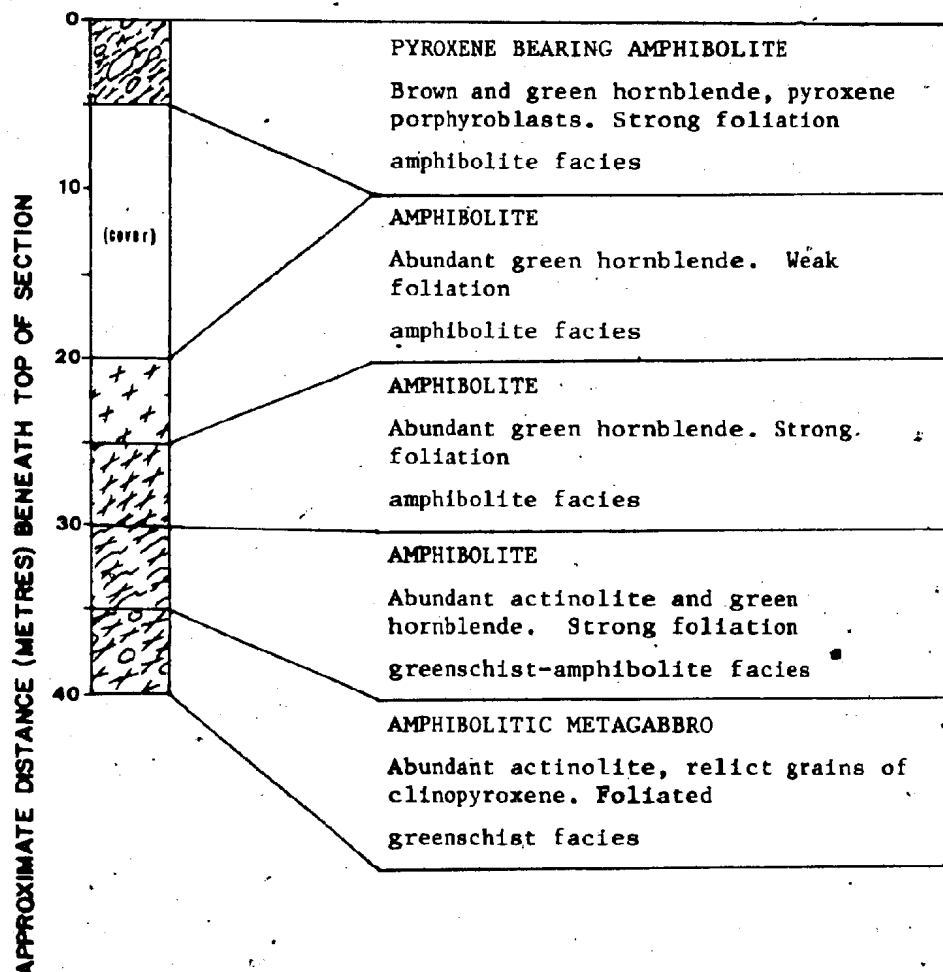 0
10
20
30
40
(cover)
APPROXIMATE DISTANCE (METRES) BENEATH TOP OF SECTION
PYROXENE BEARING AMPHIBOLITE
Brown and green hornblende, pyroxene
porphyroblasts. Strong foliation
amphibolite facies
AMPHIBOLITE
Abundant green hornblende. Weak
foliation
amphibolite facies
AMPHIBOLITE
Abundant green hornblende. Strong
foliation
amphibolite facies
AMPHIBOLITE
Abundant actinolite and green
hornblende. Strong foliation
greenschist-amphibolite facies
AMPHIBOLITIC METAGABBRO
Abundant actinolite, relict grains of
clinopyroxene. Foliated
greenschist facies